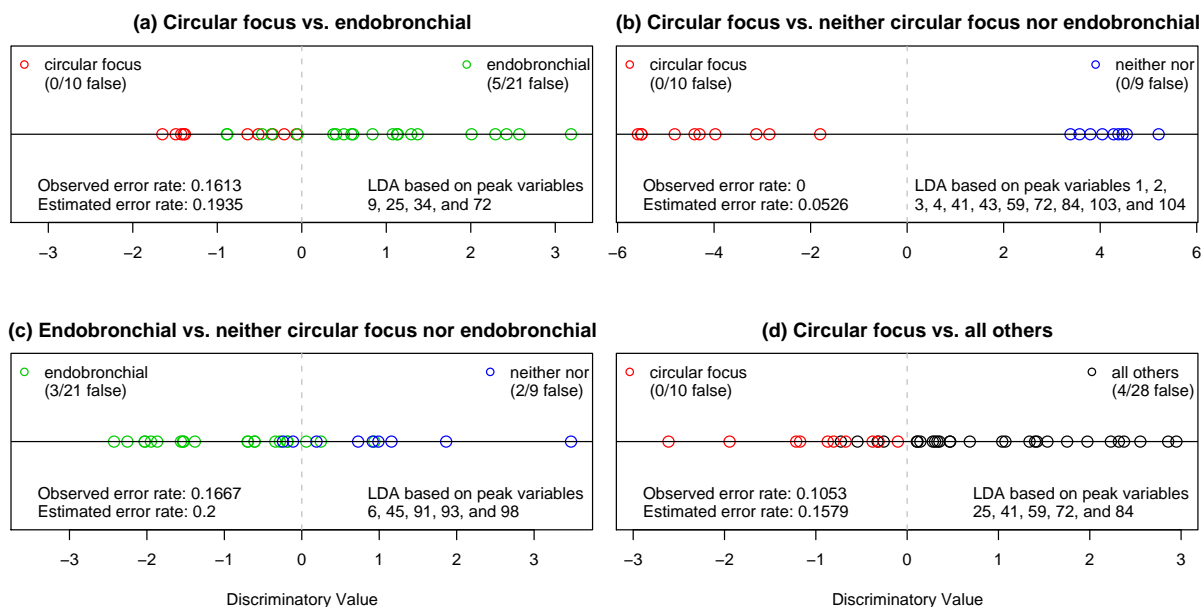 (a) Circular focus vs. endobronchial
circular focus
(0/10 false)
endobronchial
(5/21 false)
Observed error rate: 0.1613
Estimated error rate: 0.1935
LDA based on peak variables
9, 25, 34, and 72
−3 −2 −1 0 1 2 3
(b) Circular focus vs. neither circular focus nor endobronchial
circular focus
(0/10 false)
neither nor
(0/9 false)
Observed error rate: 0
Estimated error rate: 0.0526
LDA based on peak variables 1, 2,
3, 4, 41, 43, 59, 72, 84, 103, and 104
−6 −4 −2 0 2 4 6
(c) Endobronchial vs. neither circular focus nor endobronchial
endobronchial
(3/21 false)
neither nor
(2/9 false)
Observed error rate: 0.1667
Estimated error rate: 0.2
LDA based on peak variables
6, 45, 91, 93, and 98
−3 −2 −1 0 1 2 3
Discriminatory Value
(d) Circular focus vs. all others
circular focus
(0/10 false)
all others
(4/28 false)
Observed error rate: 0.1053
Estimated error rate: 0.1579
LDA based on peak variables
25, 41, 59, 72, and 84
−3 −2 −1 0 1 2 3
Discriminatory Value